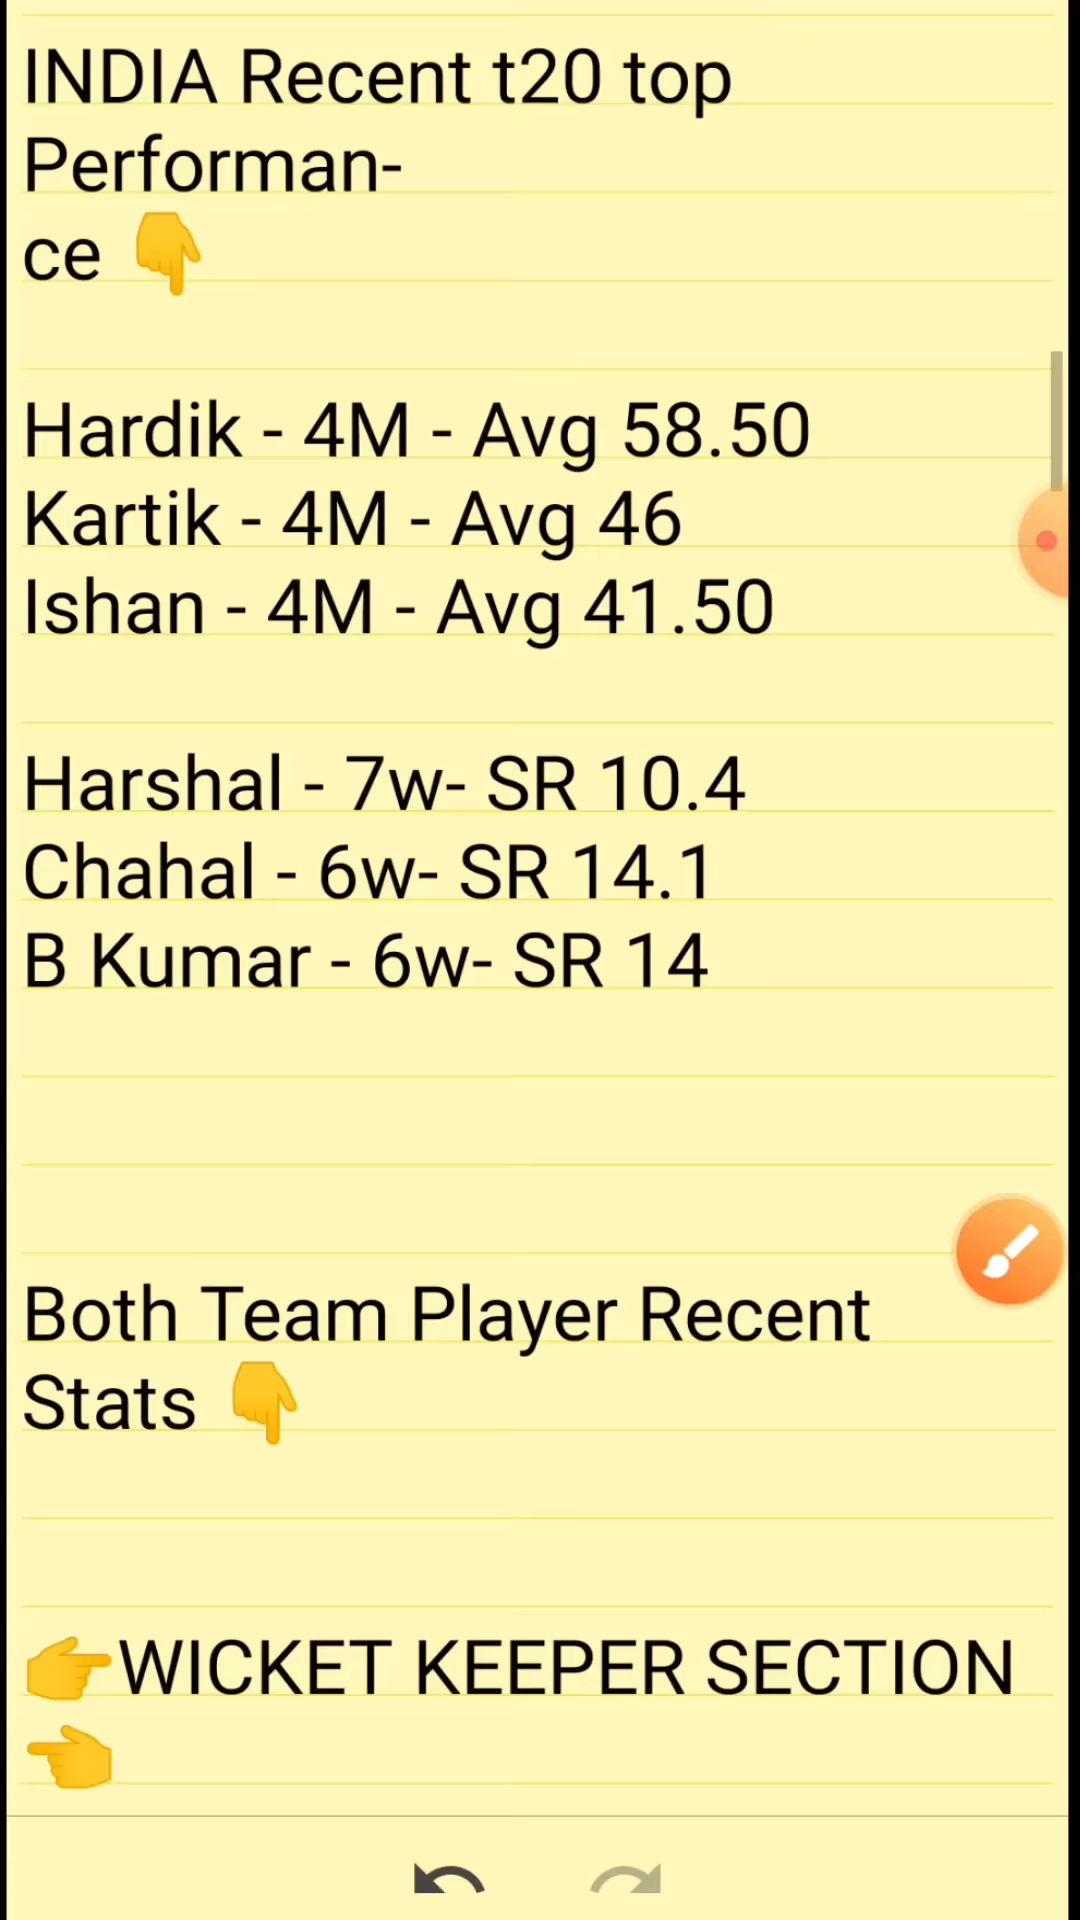 INDIA Recent t20 top
Performan-
ce 👇
Hardik - 4M - Avg 58.50
Kartik - 4M - Avg 46
Ishan - 4M - Avg 41.50
Harshal - 7w- SR 10.4
Chahal - 6w- SR 14.1
B Kumar - 6w- SR 14
Both Team Player Recent
Stats 👇
👉WICKET KEEPER SECTION
👈